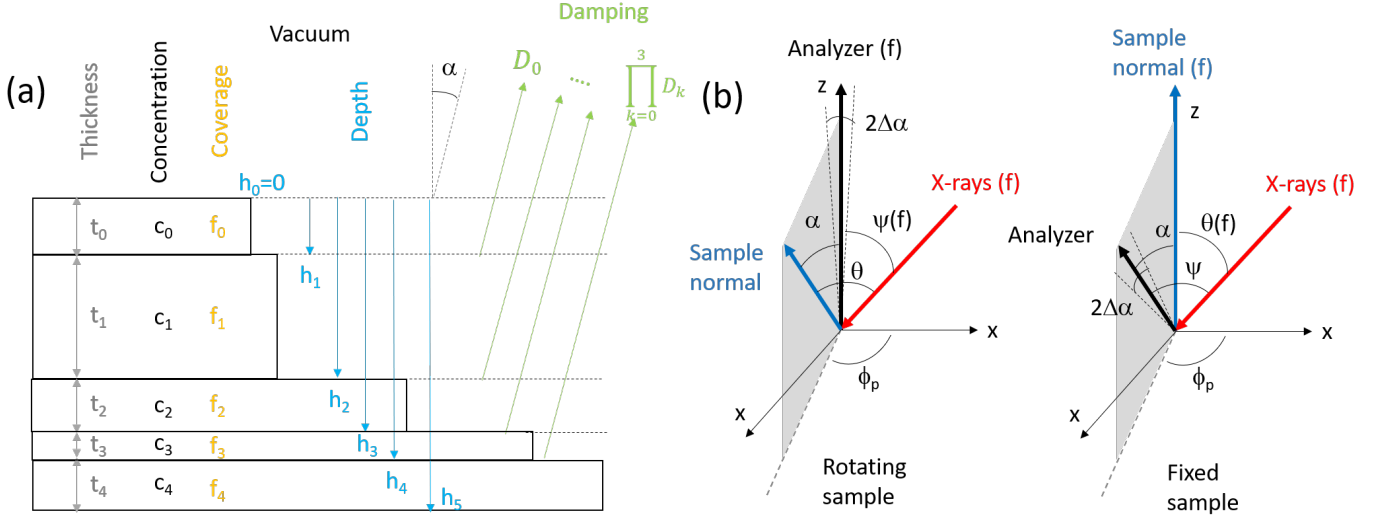 (a)
Thickness
Concentration
Coverage
Vacuum
Depth
α
Damping
D₀
....
3
∏ Dₖ
k=0
h₀=0
t₀ c₀ f₀
h₁
t₁ c₁ f₁
t₂ c₂ f₂
h₂
t₃ c₃ f₃
h₃
t₄ c₄ f₄
h₄
h₅
(b)
Analyzer (f)
z
2Δα
X-rays (f)
α
ψ(f)
Sample
normal
θ
x
ϕₚ
x
Rotating
sample
Sample
normal (f)
z
X-rays (f)
Analyzer
α
θ(f)
ψ
2Δα
x
ϕₚ
x
Fixed
sample